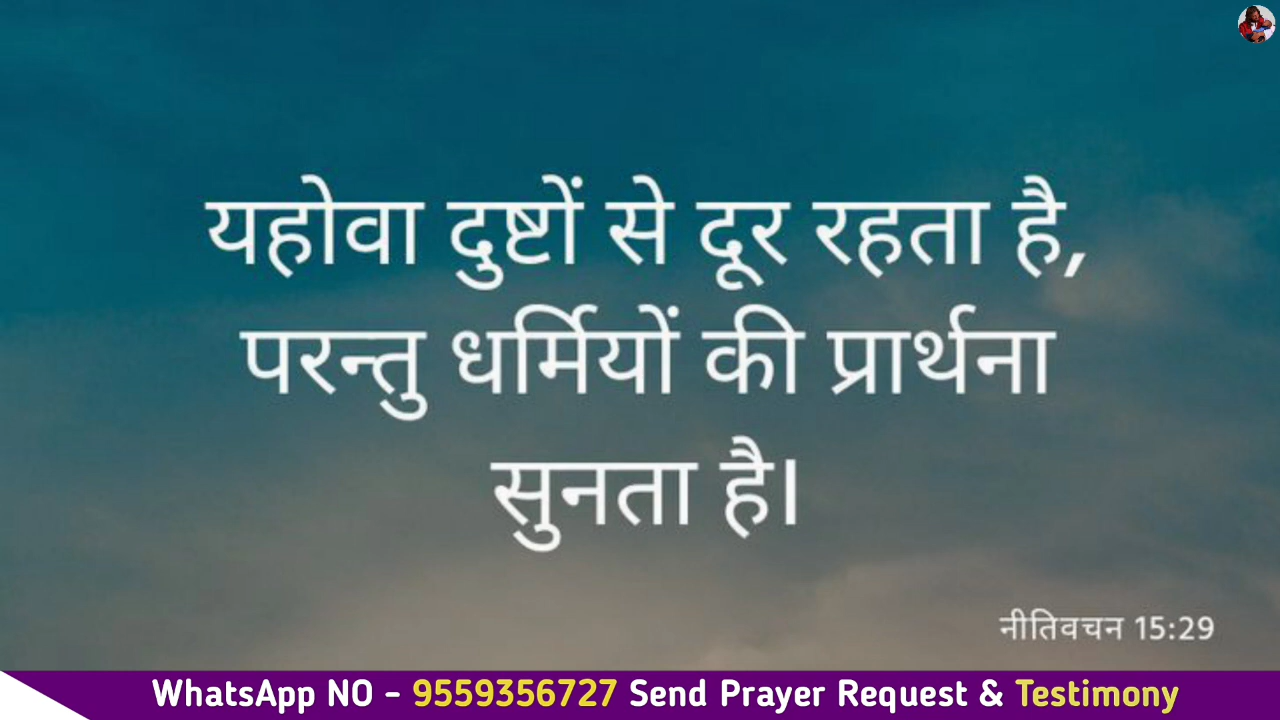 यहोवा दुष्टों से दूर रहता है,
परन्तु धर्मियों की प्रार्थना
सुनता है।
नीतिवचन 15:29
WhatsApp NO - 9559356727 Send Prayer Request & Testimony